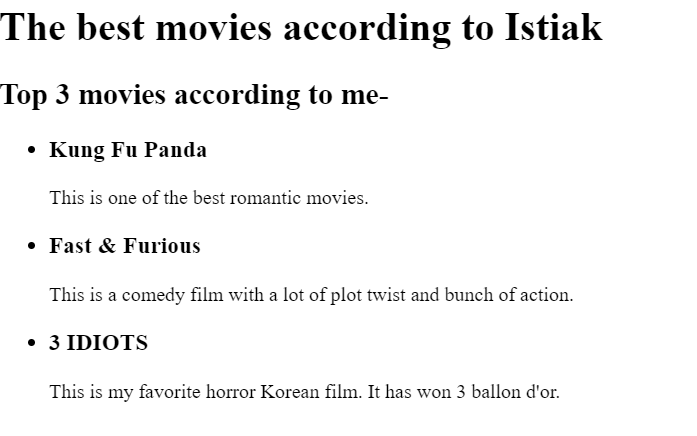 The best movies according to Istiak
Top 3 movies according to me-
Kung Fu Panda
This is one of the best romantic movies.
Fast & Furious
This is a comedy film with a lot of plot twist and bunch of action.
3 IDIOTS
This is my favorite horror Korean film. It has won 3 ballon d'or.